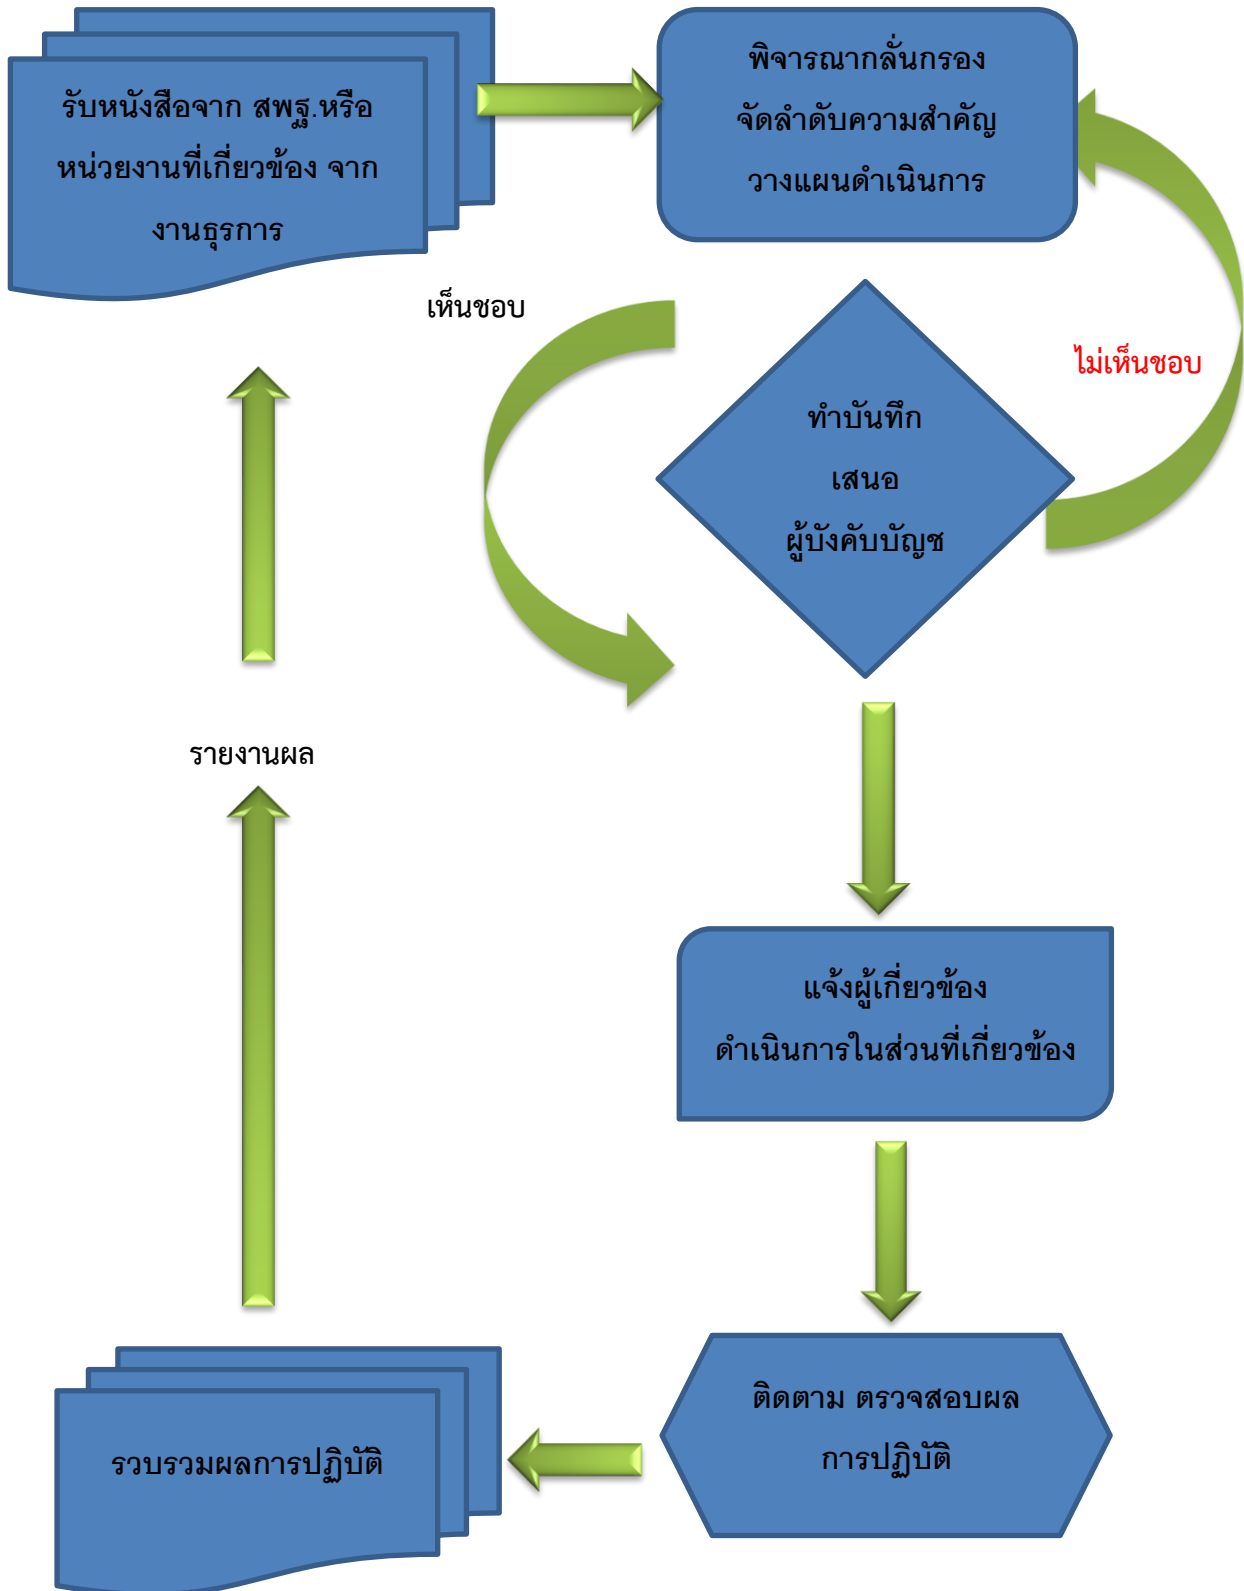 รับหนังสือจาก สพฐ.หรือ
หน่วยงานที่เกี่ยวข้อง จาก
งานธุรการ
พิจารณากลั่นกรอง
จัดลำดับความสำคัญ
วางแผนดำเนินการ
เห็นชอบ
ไม่เห็นชอบ
ทำบันทึก
เสนอ
ผู้บังคับบัญช
รายงานผล
แจ้งผู้เกี่ยวข้อง
ดำเนินการในส่วนที่เกี่ยวข้อง
ติดตาม ตรวจสอบผล
การปฏิบัติ
รวบรวมผลการปฏิบัติ